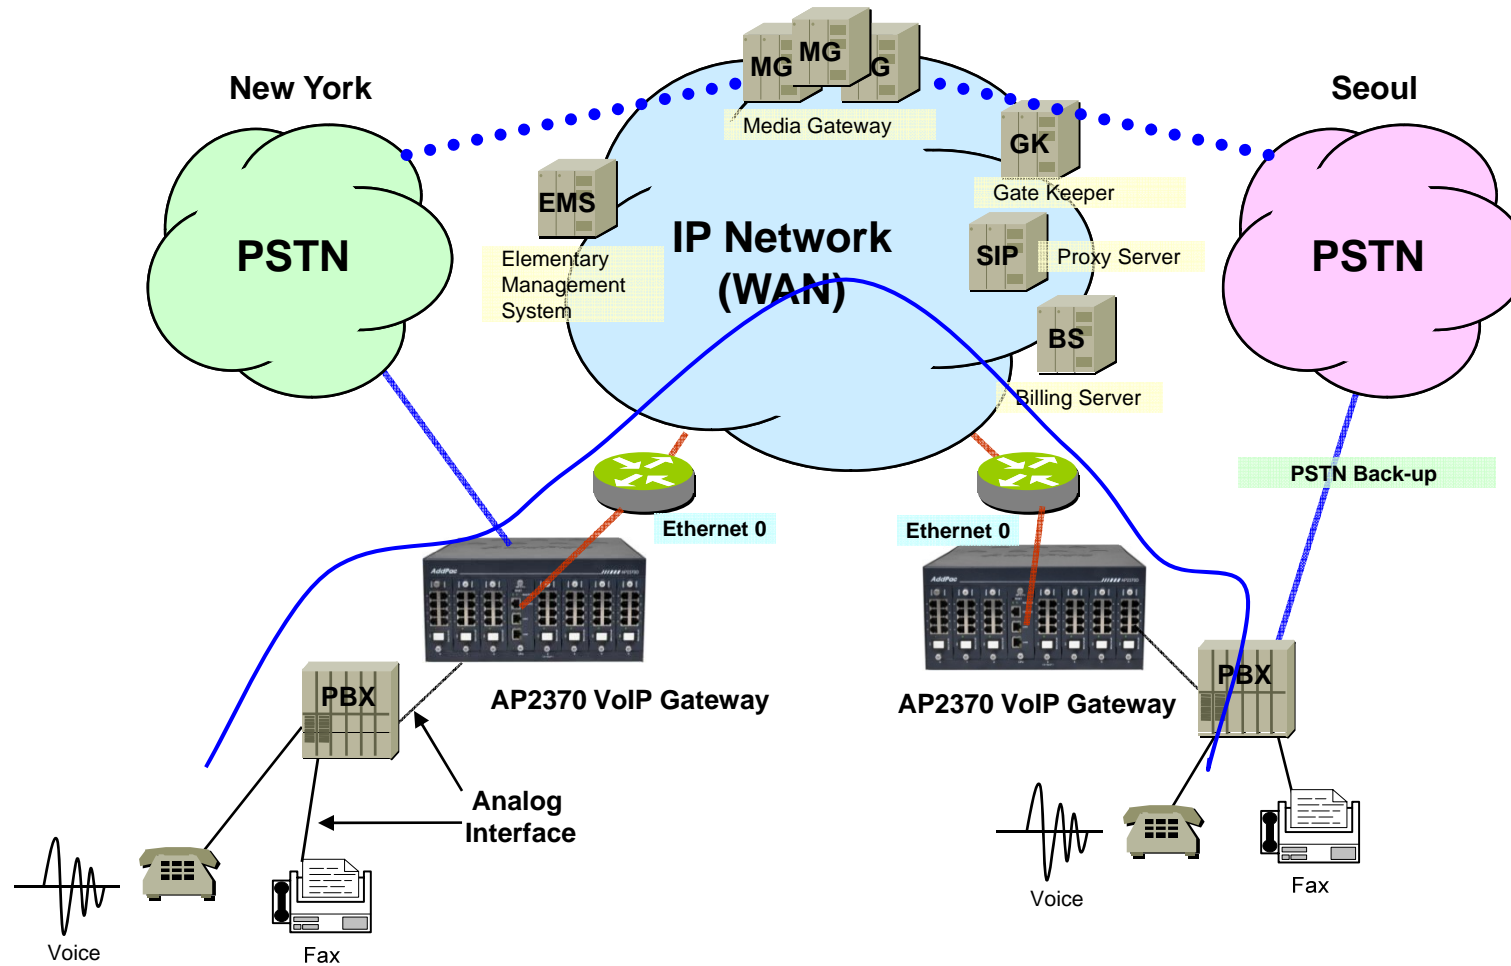 New York
Seoul
MG
MG
G
Media Gateway
GK
Gate Keeper
EMS
Elementary
Management
System
PSTN
IP Network
(WAN)
SIP
Proxy Server
PSTN
BS
Billing Server
PSTN Back-up
Ethernet 0
Ethernet 0
AddPac
AddPac
PBX
AP2370 VoIP Gateway
AP2370 VoIP Gateway
PBX
Analog
Interface
Voice
Fax
Voice
Fax